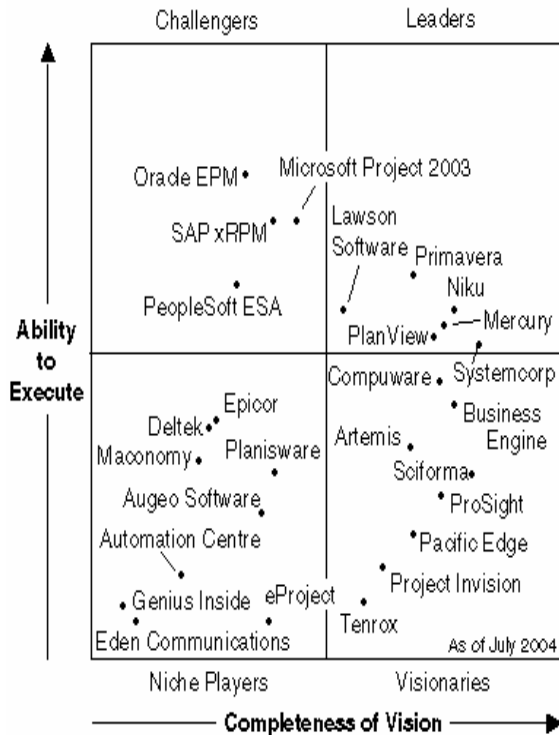 Challengers
Leaders
Oracle EPM
Microsoft Project 2003
SAP xRPM
Lawson
Software
Primavera
PeopleSoft ESA
Niku
Mercury
PlanView
Ability
to
Execute
Systemcorp
Compuware
Business
Engine
Epicor
Deltek
Artemis
Maconomy
Planisware
Sciforma
Augeo Software
ProSight
Automation Centre
Pacific Edge
Project Invision
Genius Inside
eProject
Tenrox
Eden Communications
As of July 2004
Niche Players
Visionaries
Completeness of Vision